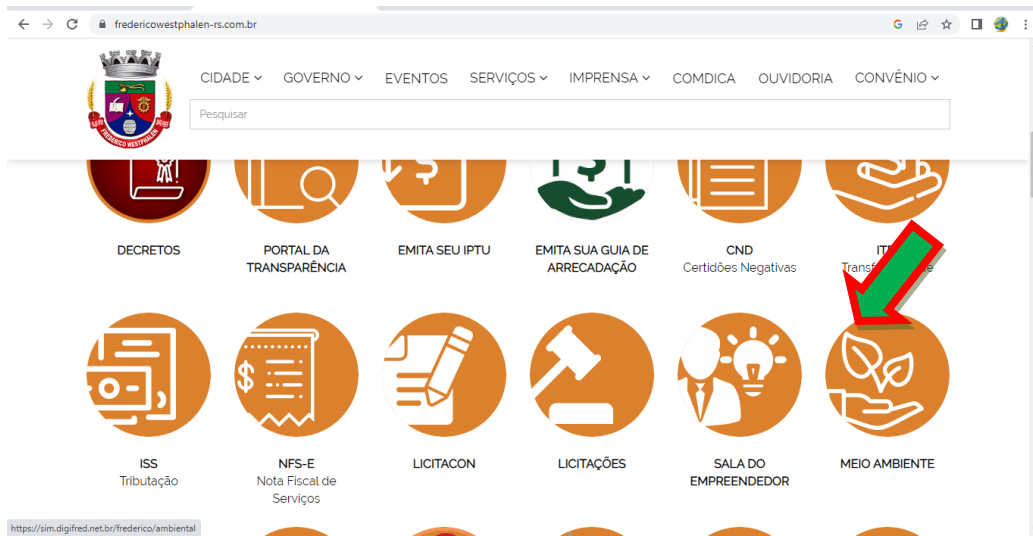 fredericowestphalen-rs.com.br
CIDADE GOVERNO EVENTOS SERVIÇOS IMPRENSA COMDICA OUVIDORIA CONVÊNIO
Pesquisar
FREDERICO WESTPHALEN
DECRETOS
PORTAL DA
TRANSPARÊNCIA
EMITA SEU IPTU
EMITA SUA GUIA DE
ARRECADAÇÃO
CND
Certidões Negativas
ISS
Tributação
NFS-E
Nota Fiscal de
Serviços
LICITACON
LICITAÇÕES
SALA DO
EMPREENDEDOR
MEIO AMBIENTE
https://sim.digifred.net.br/frederico/ambiental